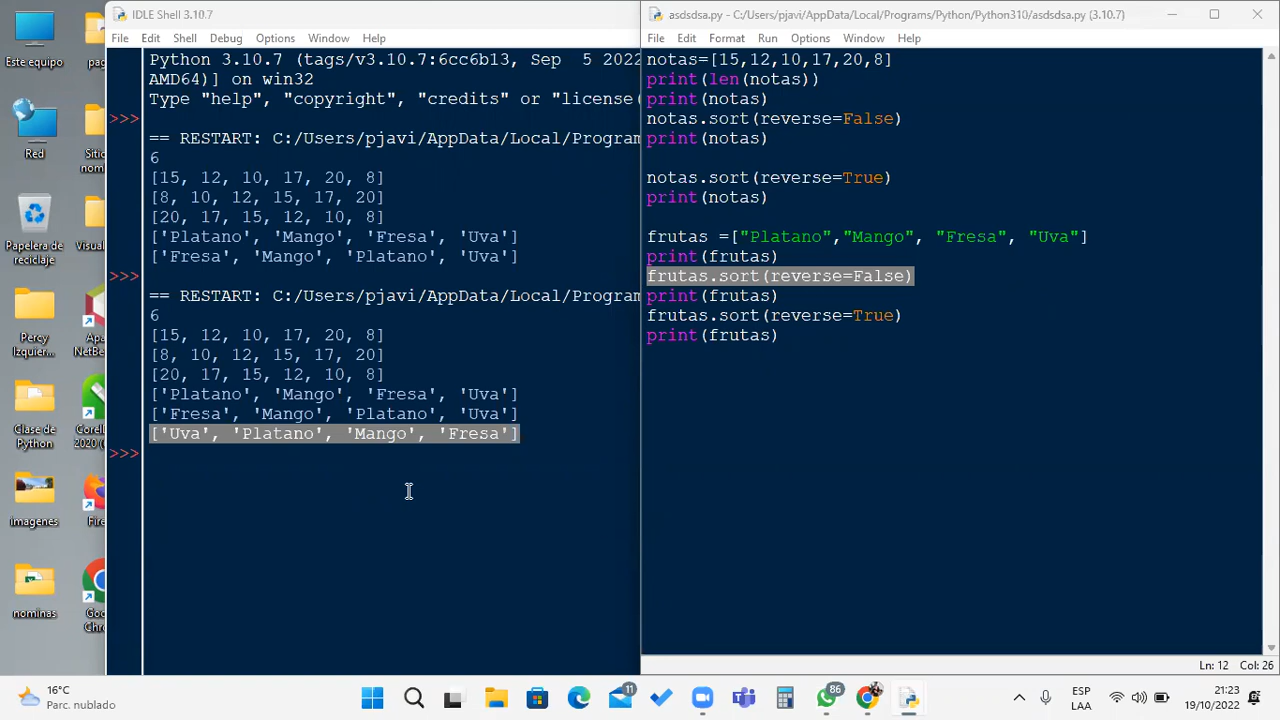 Este equipo
Red
Papelera de
reciclaje
Percy
Izquier...
Clase de
Python
imagenes
nominas
IDLE Shell 3.10.7
File Edit Shell Debug Options Window Help
Python 3.10.7 (tags/v3.10.7:6cc6b13, Sep 5 2022
AMD64)] on win32
Type "help", "copyright", "credits" or "license(
>>>
== RESTART: C:/Users/pjavi/AppData/Local/Program
6
[15, 12, 10, 17, 20, 8]
[8, 10, 12, 15, 17, 20]
[20, 17, 15, 12, 10, 8]
['Platano', 'Mango', 'Fresa', 'Uva']
['Fresa', 'Mango', 'Platano', 'Uva']
>>>
== RESTART: C:/Users/pjavi/AppData/Local/Program
6
[15, 12, 10, 17, 20, 8]
[8, 10, 12, 15, 17, 20]
[20, 17, 15, 12, 10, 8]
['Platano', 'Mango', 'Fresa', 'Uva']
['Fresa', 'Mango', 'Platano', 'Uva']
['Uva', 'Platano', 'Mango', 'Fresa']
>>>
asdsdsa.py - C:/Users/pjavi/AppData/Local/Programs/Python/Python310/asdsdsa.py (3.10.7)
File Edit Format Run Options Window Help
notas=[15,12,10,17,20,8]
print(len(notas))
print(notas)
notas.sort(reverse=False)
print(notas)
notas.sort(reverse=True)
print(notas)
frutas =["Platano","Mango", "Fresa", "Uva"]
print(frutas)
frutas.sort(reverse=False)
print(frutas)
frutas.sort(reverse=True)
print(frutas)
Ln: 12 Col: 26
16°C
Parc. nublado
11
86
ESP
LAA
21:23
19/10/2022